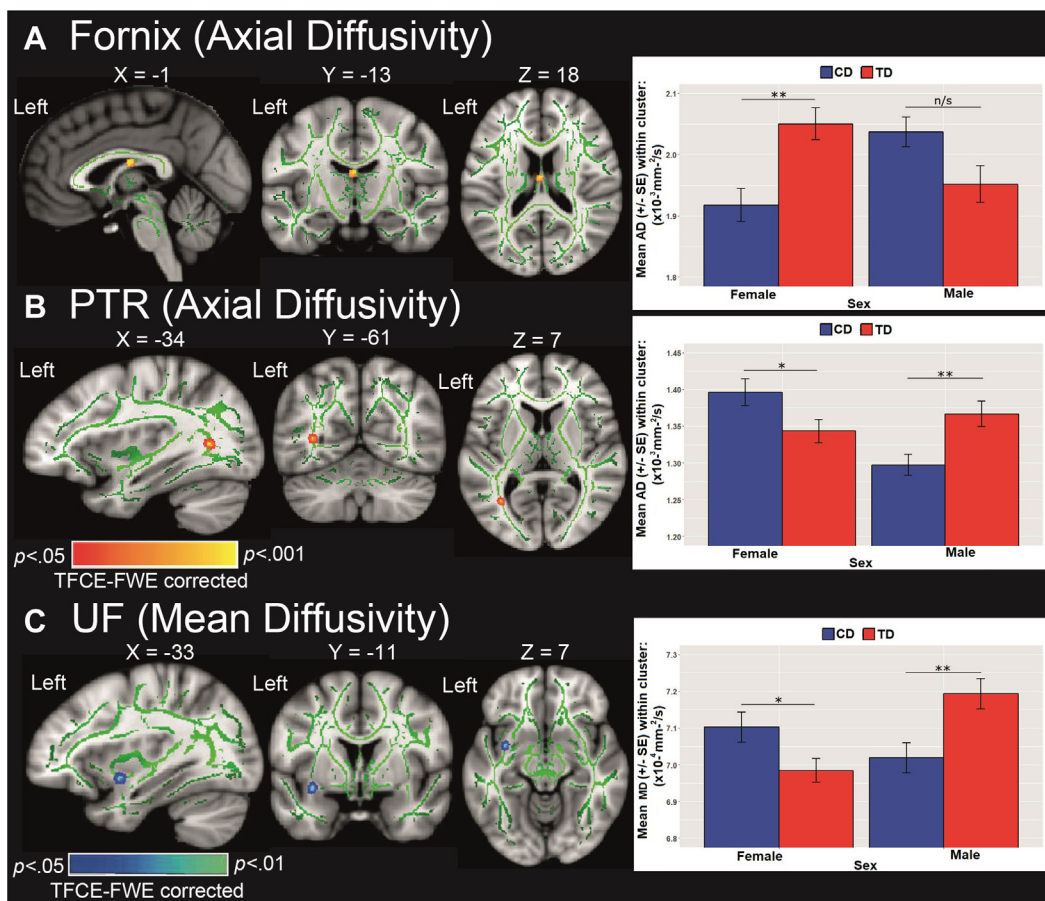 A Fornix (Axial Diffusivity)
X = -1
Y = -13
Z = 18
Left
Left
Left
CD TD
Mean AD (+/- SE) within cluster:
(x10-³mm-²/s)
2.1
2.0
1.9
1.8
**
n/s
Female
Male
Sex
B PTR (Axial Diffusivity)
X = -34
Y = -61
Z = 7
Left
Left
Left
p<.05
p<.001
TFCE-FWE corrected
CD TD
Mean AD (+/- SE) within cluster:
(x10-³mm-²/s)
1.45
1.40
1.35
1.30
1.25
1.20
*
**
Female
Male
Sex
C UF (Mean Diffusivity)
X = -33
Y = -11
Z = 7
Left
Left
Left
p<.05
p<.01
TFCE-FWE corrected
CD TD
Mean MD (+/- SE) within cluster:
(x10-⁴mm-²/s)
7.3
7.2
7.1
7.0
6.9
6.8
*
**
Female
Male
Sex